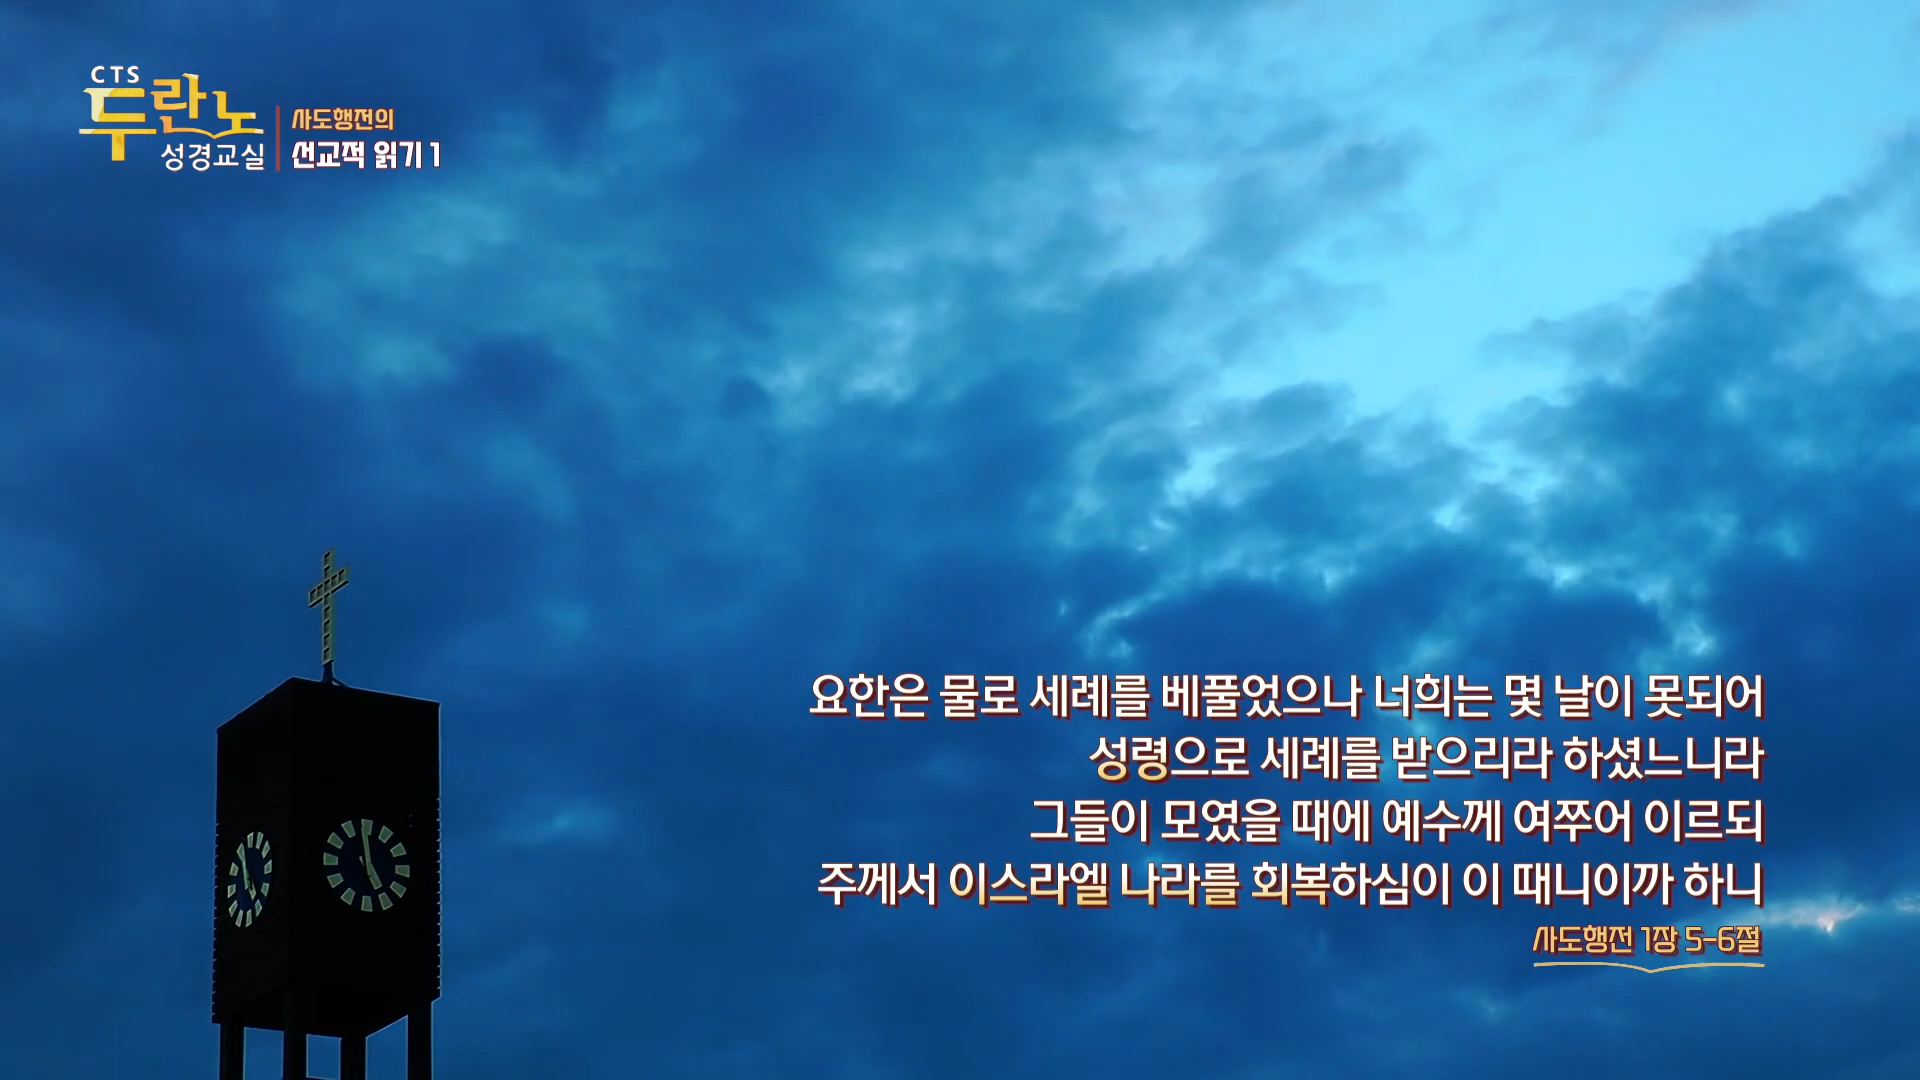 CTS
두란노
성경교실
사도행전의
선교적 읽기 1
요한은 물로 세례를 베풀었으나 너희는 몇 날이 못되어
성령으로 세례를 받으리라 하셨느니라
그들이 모였을 때에 예수께 여쭈어 이르되
주께서 이스라엘 나라를 회복하심이 이 때니이까 하니
사도행전 1장 5-6절